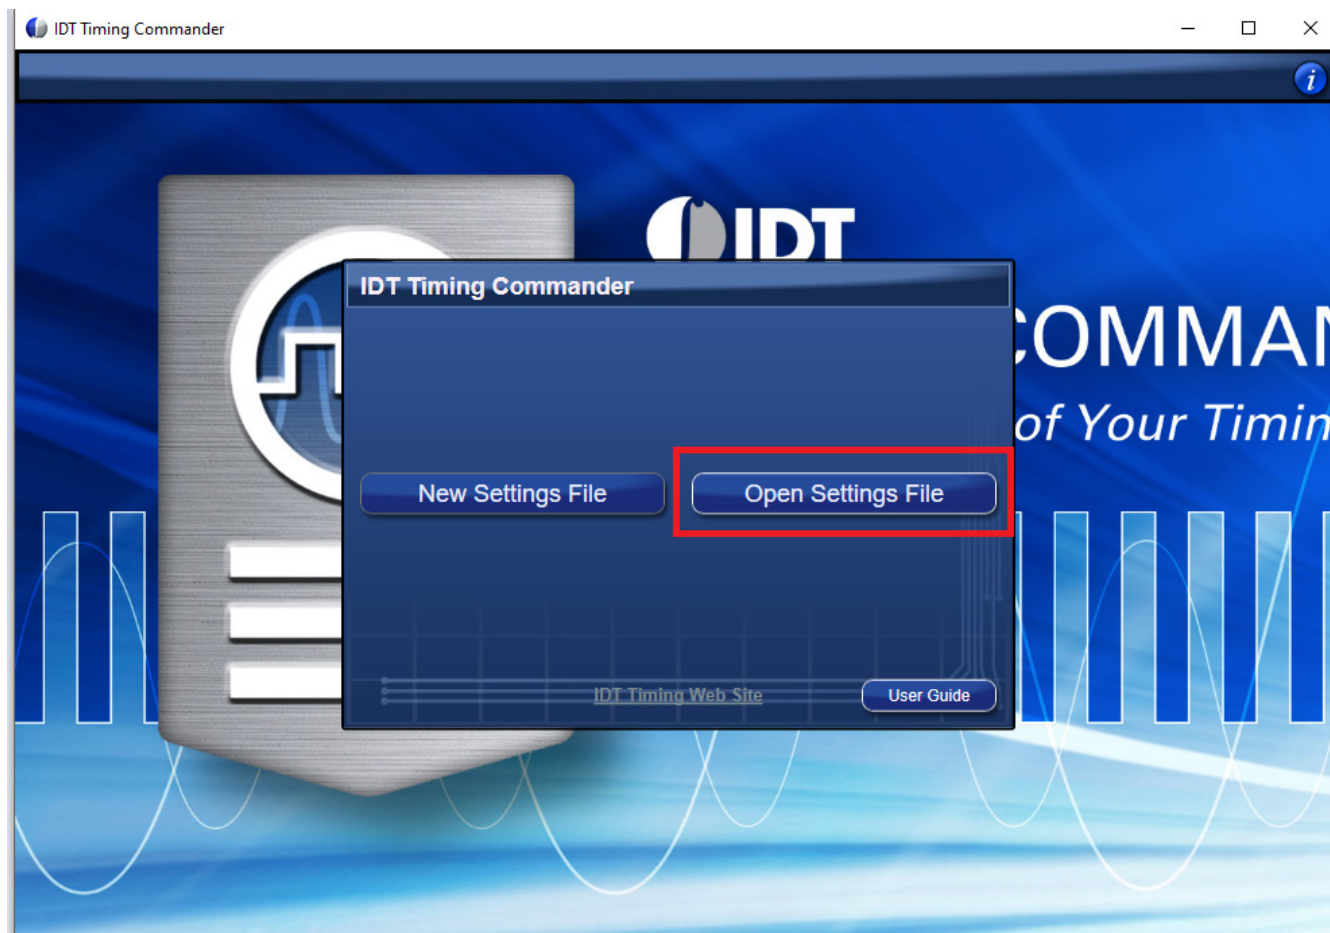 IDT Timing Commander
i
IDT
IDT Timing Commander
COMMAN
of Your Timin
New Settings File
Open Settings File
IDT Timing Web Site
User Guide